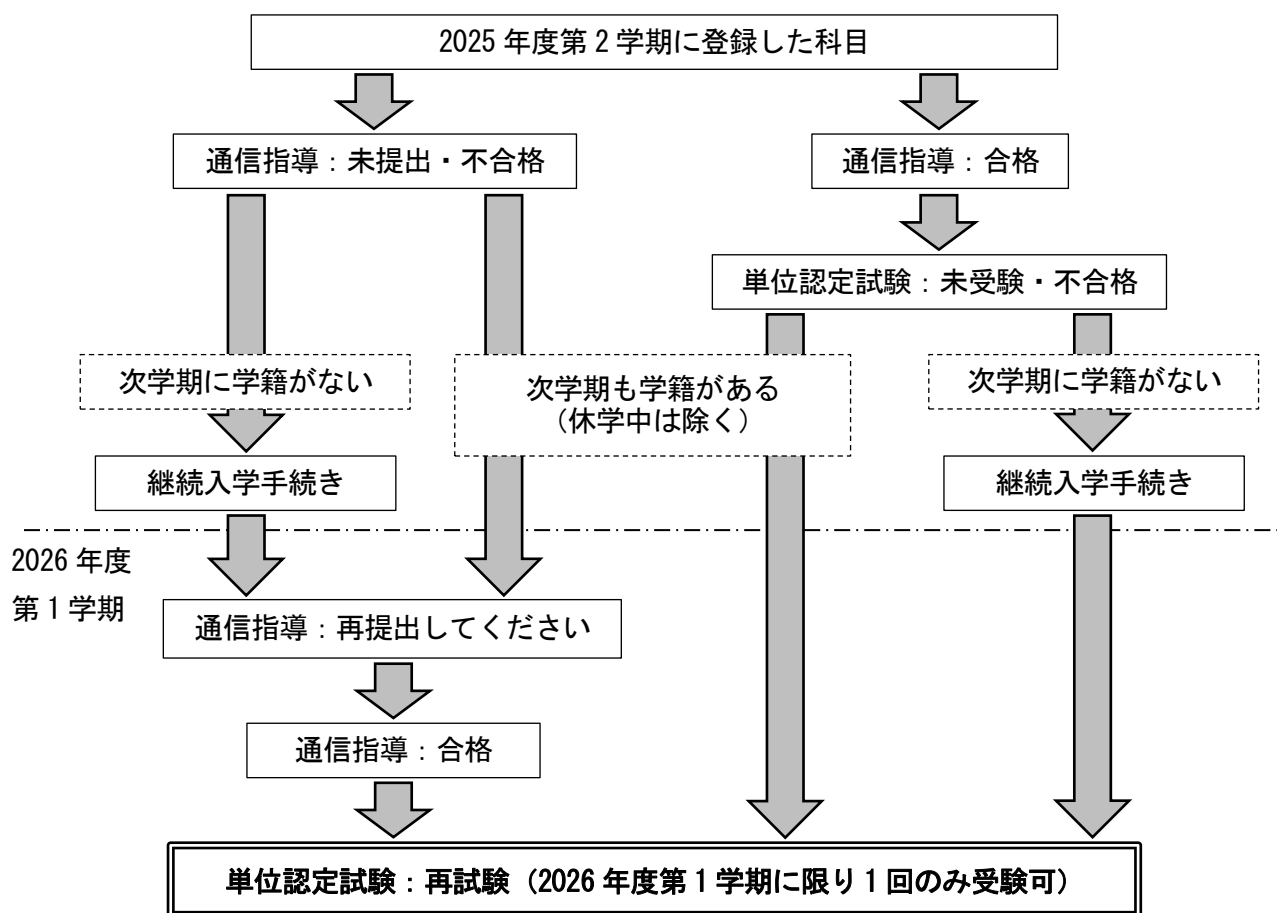 2025 年度第 2 学期に登録した科目
通信指導：未提出・不合格
通信指導：合格
単位認定試験：未受験・不合格
次学期に学籍がない
次学期も学籍がある
（休学中は除く）
次学期に学籍がない
継続入学手続き
継続入学手続き
2026 年度
第 1 学期
通信指導：再提出してください
通信指導：合格
単位認定試験：再試験（2026 年度第 1 学期に限り 1 回のみ受験可）